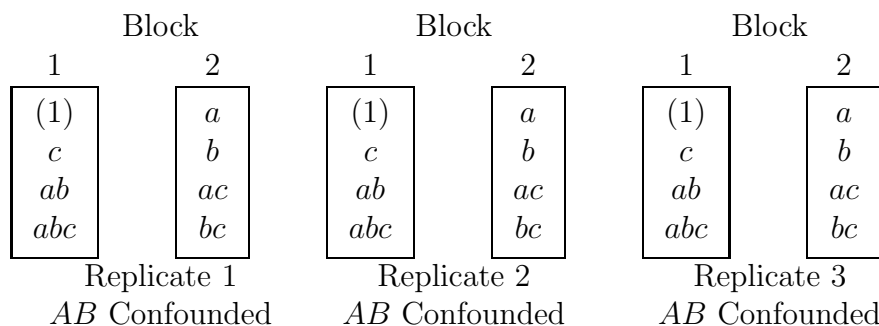 Block Block Block
1 2 1 2 1 2
(1) a (1) a (1) a
c b c b c b
ab ac ab ac ab ac
abc bc abc bc abc bc
Replicate 1 Replicate 2 Replicate 3
AB Confounded AB Confounded AB Confounded